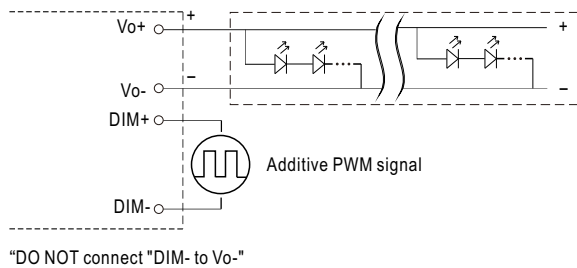 Vo+
+
+
Vo-
−
−
DIM+
Additive PWM signal
DIM-
“DO NOT connect "DIM- to Vo-"